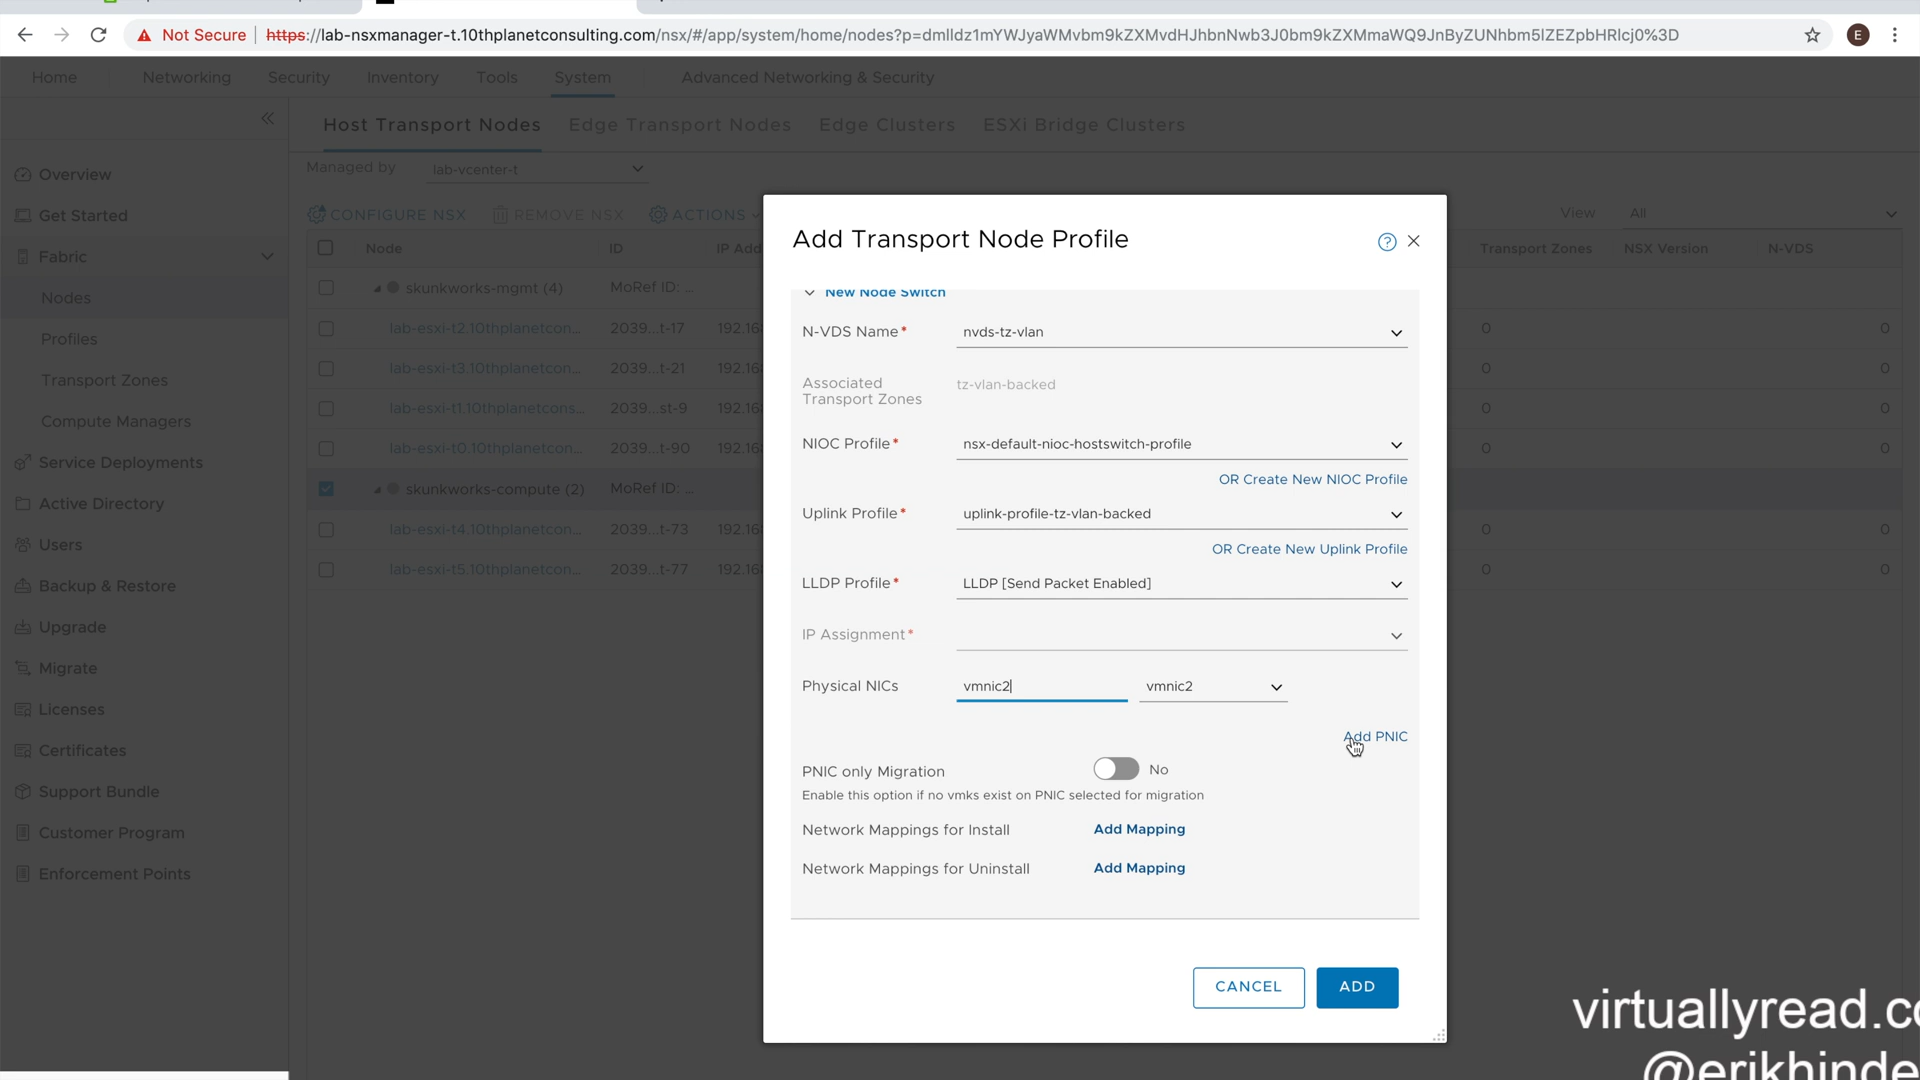 Not Secure https://lab-nsxmanager-t.10thplanetconsulting.com/nsx/#/app/system/home/nodes?p=dmlldz1mYWJyaWMvbm9kZXMvdHJhbnNwb3J0bm9kZXMmaWQ9JnByZUNhbm5lZEZpbHRlcj0%3D E
Home Networking Security Inventory Tools System Advanced Networking & Security
Host Transport Nodes Edge Transport Nodes Edge Clusters ESXi Bridge Clusters
Managed by lab-vcenter-t
CONFIGURE NSX REMOVE NSX ACTIONS View All
Node ID IP Add Transport Zones NSX Version N-VDS
skunkworks-mgmt (4) MoRef ID: ...
lab-esxi-t2.10thplanetcon... 2039...t-17 192.16 0 0
lab-esxi-t3.10thplanetcon... 2039...t-21 192.16 0 0
lab-esxi-t1.10thplanetcons... 2039...st-9 192.16 0 0
lab-esxi-t0.10thplanetcon... 2039...t-90 192.16 0 0
skunkworks-compute (2) MoRef ID: ...
lab-esxi-t4.10thplanetcon... 2039...t-73 192.16 0 0
lab-esxi-t5.10thplanetcon... 2039...t-77 192.16 0 0
Overview
Get Started
Fabric
Nodes
Profiles
Transport Zones
Compute Managers
Service Deployments
Active Directory
Users
Backup & Restore
Upgrade
Migrate
Licenses
Certificates
Support Bundle
Customer Program
Enforcement Points
Add Transport Node Profile
New Node Switch
N-VDS Name* nvds-tz-vlan
Associated
Transport Zones
tz-vlan-backed
NIOC Profile* nsx-default-nioc-hostswitch-profile
OR Create New NIOC Profile
Uplink Profile* uplink-profile-tz-vlan-backed
OR Create New Uplink Profile
LLDP Profile* LLDP [Send Packet Enabled]
IP Assignment*
Physical NICs vmnic2 vmnic2
Add PNIC
PNIC only Migration No
Enable this option if no vmks exist on PNIC selected for migration
Network Mappings for Install Add Mapping
Network Mappings for Uninstall Add Mapping
CANCEL ADD
virtuallyread.co
@erikhinde